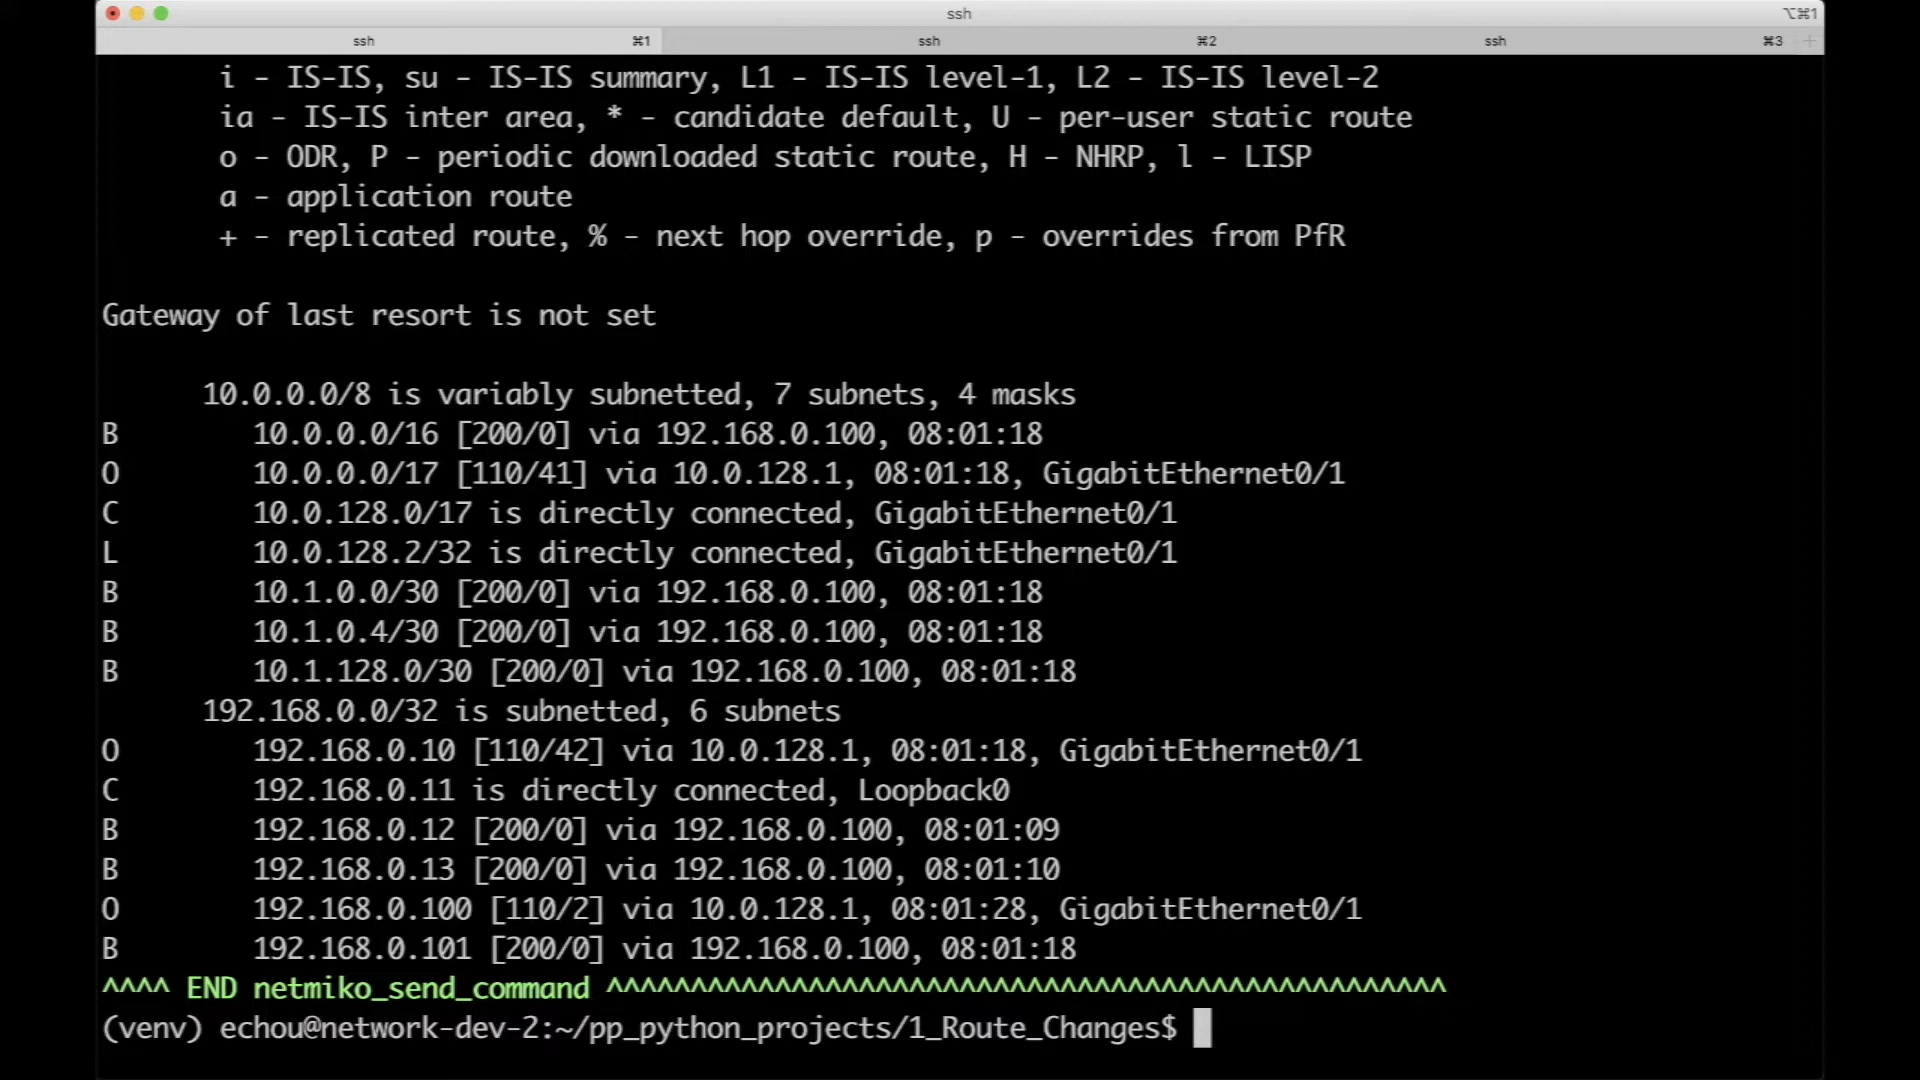 ssh
⌥⌘1
ssh ⌘1 ssh ⌘2 ssh ⌘3 +
i - IS-IS, su - IS-IS summary, L1 - IS-IS level-1, L2 - IS-IS level-2
ia - IS-IS inter area, * - candidate default, U - per-user static route
o - ODR, P - periodic downloaded static route, H - NHRP, l - LISP
a - application route
+ - replicated route, % - next hop override, p - overrides from PfR
Gateway of last resort is not set
10.0.0.0/8 is variably subnetted, 7 subnets, 4 masks
B 10.0.0.0/16 [200/0] via 192.168.0.100, 08:01:18
O 10.0.0.0/17 [110/41] via 10.0.128.1, 08:01:18, GigabitEthernet0/1
C 10.0.128.0/17 is directly connected, GigabitEthernet0/1
L 10.0.128.2/32 is directly connected, GigabitEthernet0/1
B 10.1.0.0/30 [200/0] via 192.168.0.100, 08:01:18
B 10.1.0.4/30 [200/0] via 192.168.0.100, 08:01:18
B 10.1.128.0/30 [200/0] via 192.168.0.100, 08:01:18
192.168.0.0/32 is subnetted, 6 subnets
O 192.168.0.10 [110/42] via 10.0.128.1, 08:01:18, GigabitEthernet0/1
C 192.168.0.11 is directly connected, Loopback0
B 192.168.0.12 [200/0] via 192.168.0.100, 08:01:09
B 192.168.0.13 [200/0] via 192.168.0.100, 08:01:10
O 192.168.0.100 [110/2] via 10.0.128.1, 08:01:28, GigabitEthernet0/1
B 192.168.0.101 [200/0] via 192.168.0.100, 08:01:18
^^^^ END netmiko_send_command ^^^^^^^^^^^^^^^^^^^^^^^^^^^^^^^^^^^^^^^^^^^^^^^^^^
(venv) echou@network-dev-2:~/pp_python_projects/1_Route_Changes$